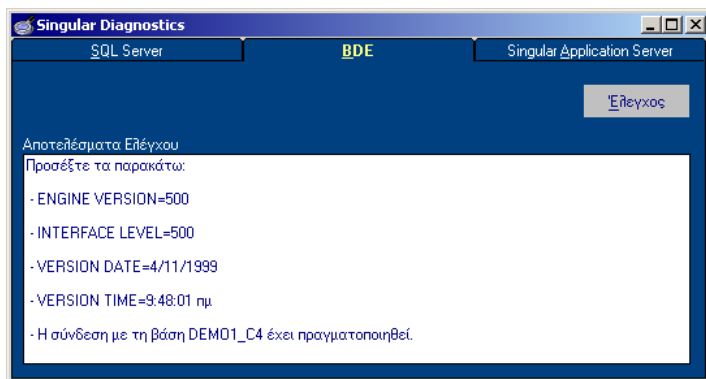 Singular Diagnostics
SQL Server
BDE
Singular Application Server
Έλεγχος
Αποτελέσματα Ελέγχου
Προσέξτε τα παρακάτω:
- ENGINE VERSION=500
- INTERFACE LEVEL=500
- VERSION DATE=4/11/1999
- VERSION TIME=9:48:01 πμ
- Η σύνδεση με τη βάση DEMO1_C4 έχει πραγματοποιηθεί.